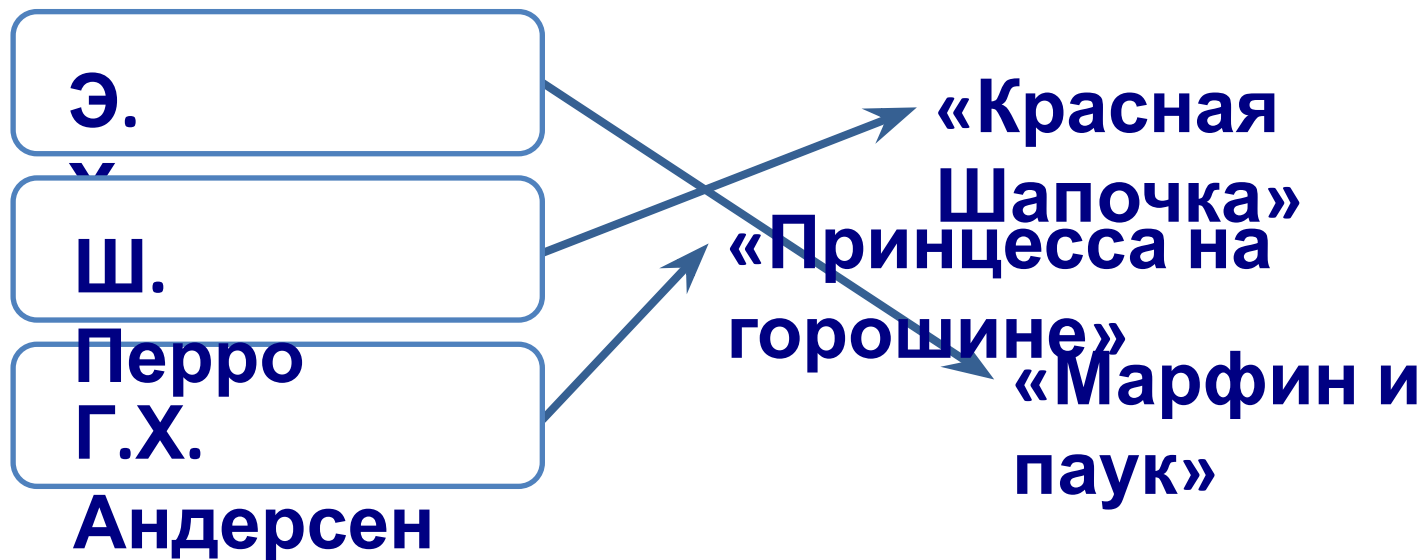 Э.
Ш.
Перро
Г.Х.
Андерсен
«Красная
Шапочка»
«Принцесса на
горошине»
«Марфин и
паук»